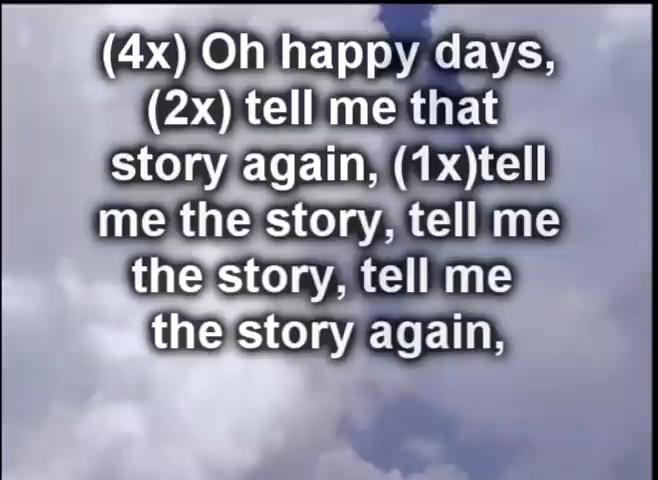 (4x) Oh happy days,
(2x) tell me that
story again, (1x)tell
me the story, tell me
the story, tell me
the story again,